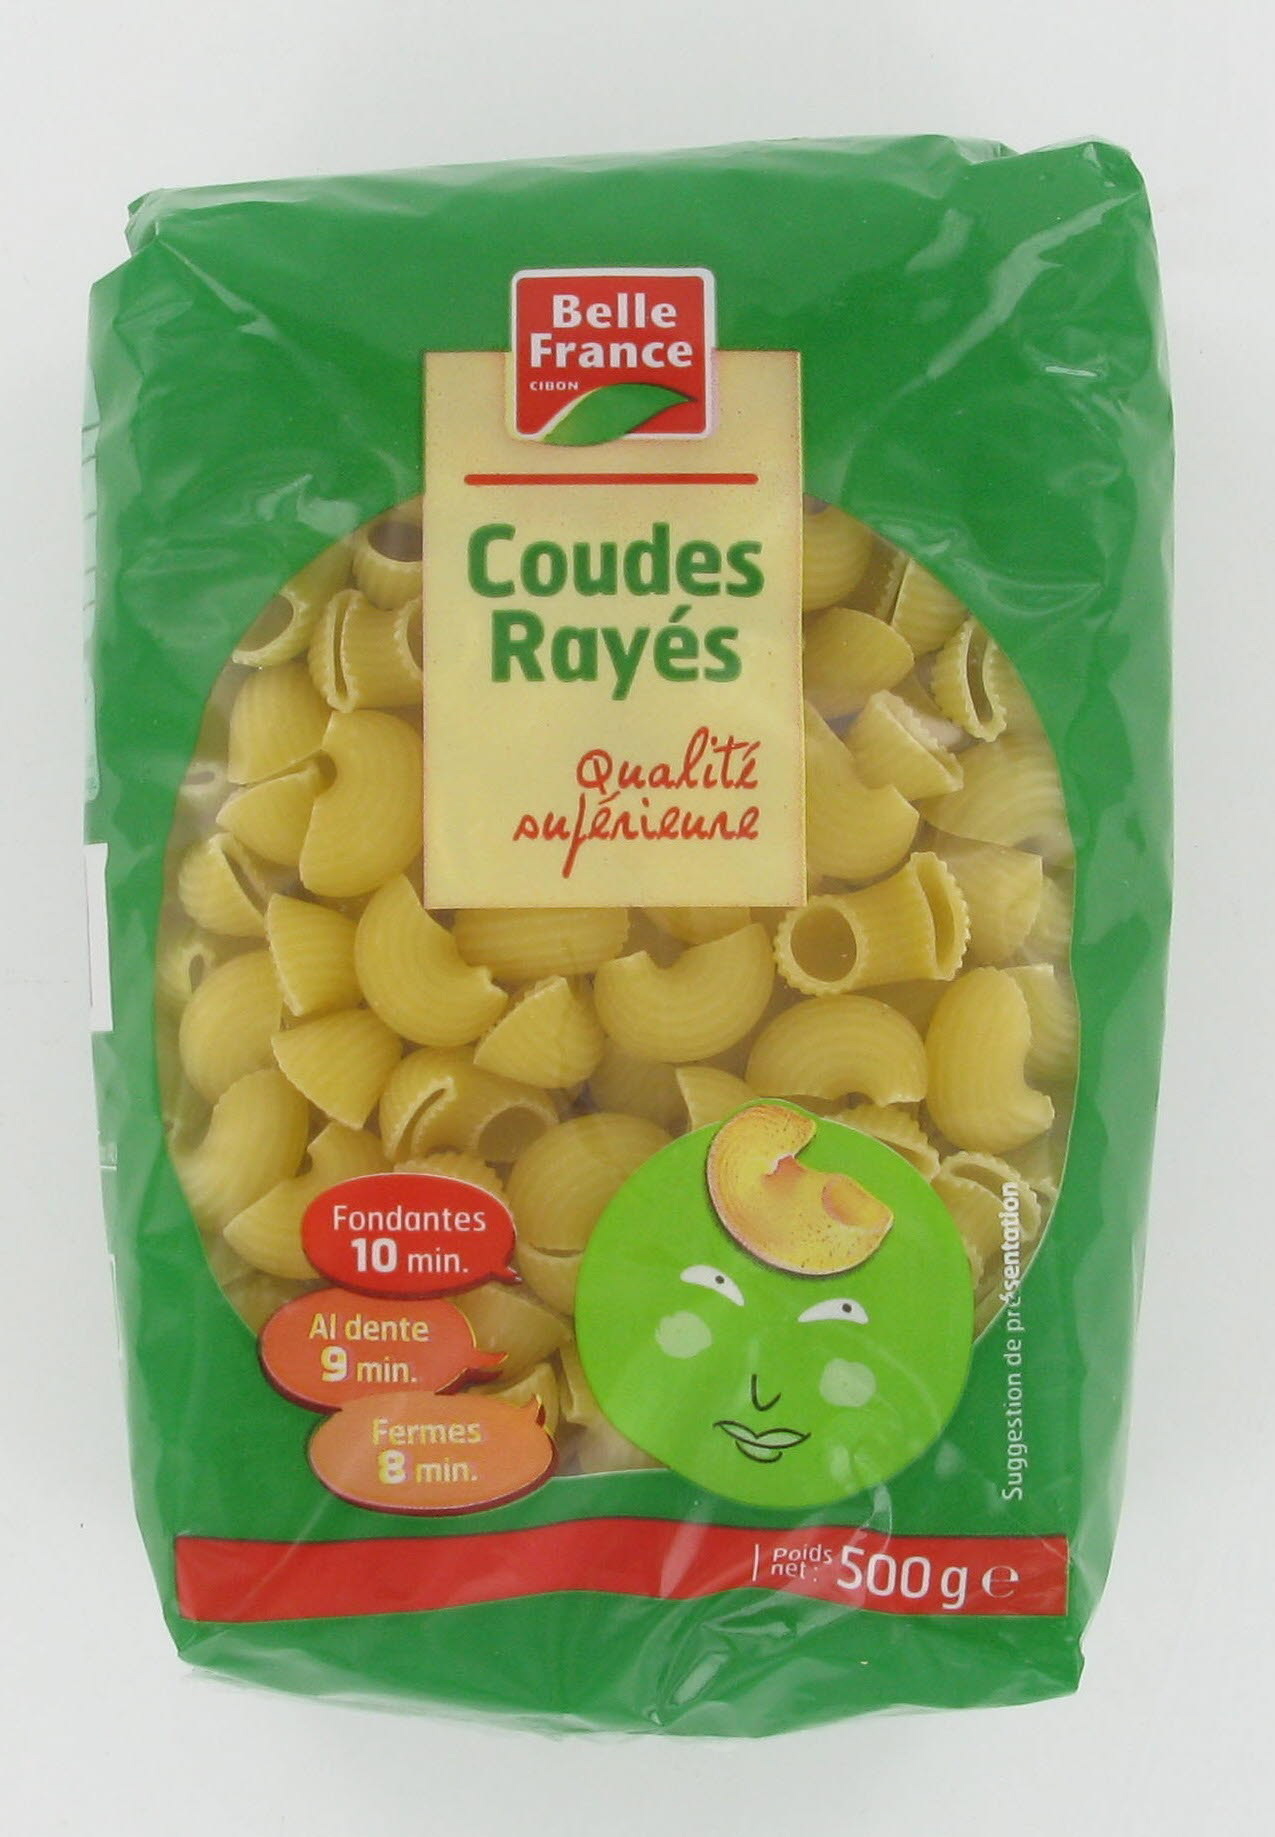 Belle
France
CIBON
Coudes
Rayés
Qualité
supérieure
Fondantes
10 min.
Al dente
9 min.
Fermes
8 min.
Suggestion de présentation
Poids
net :
500 g e